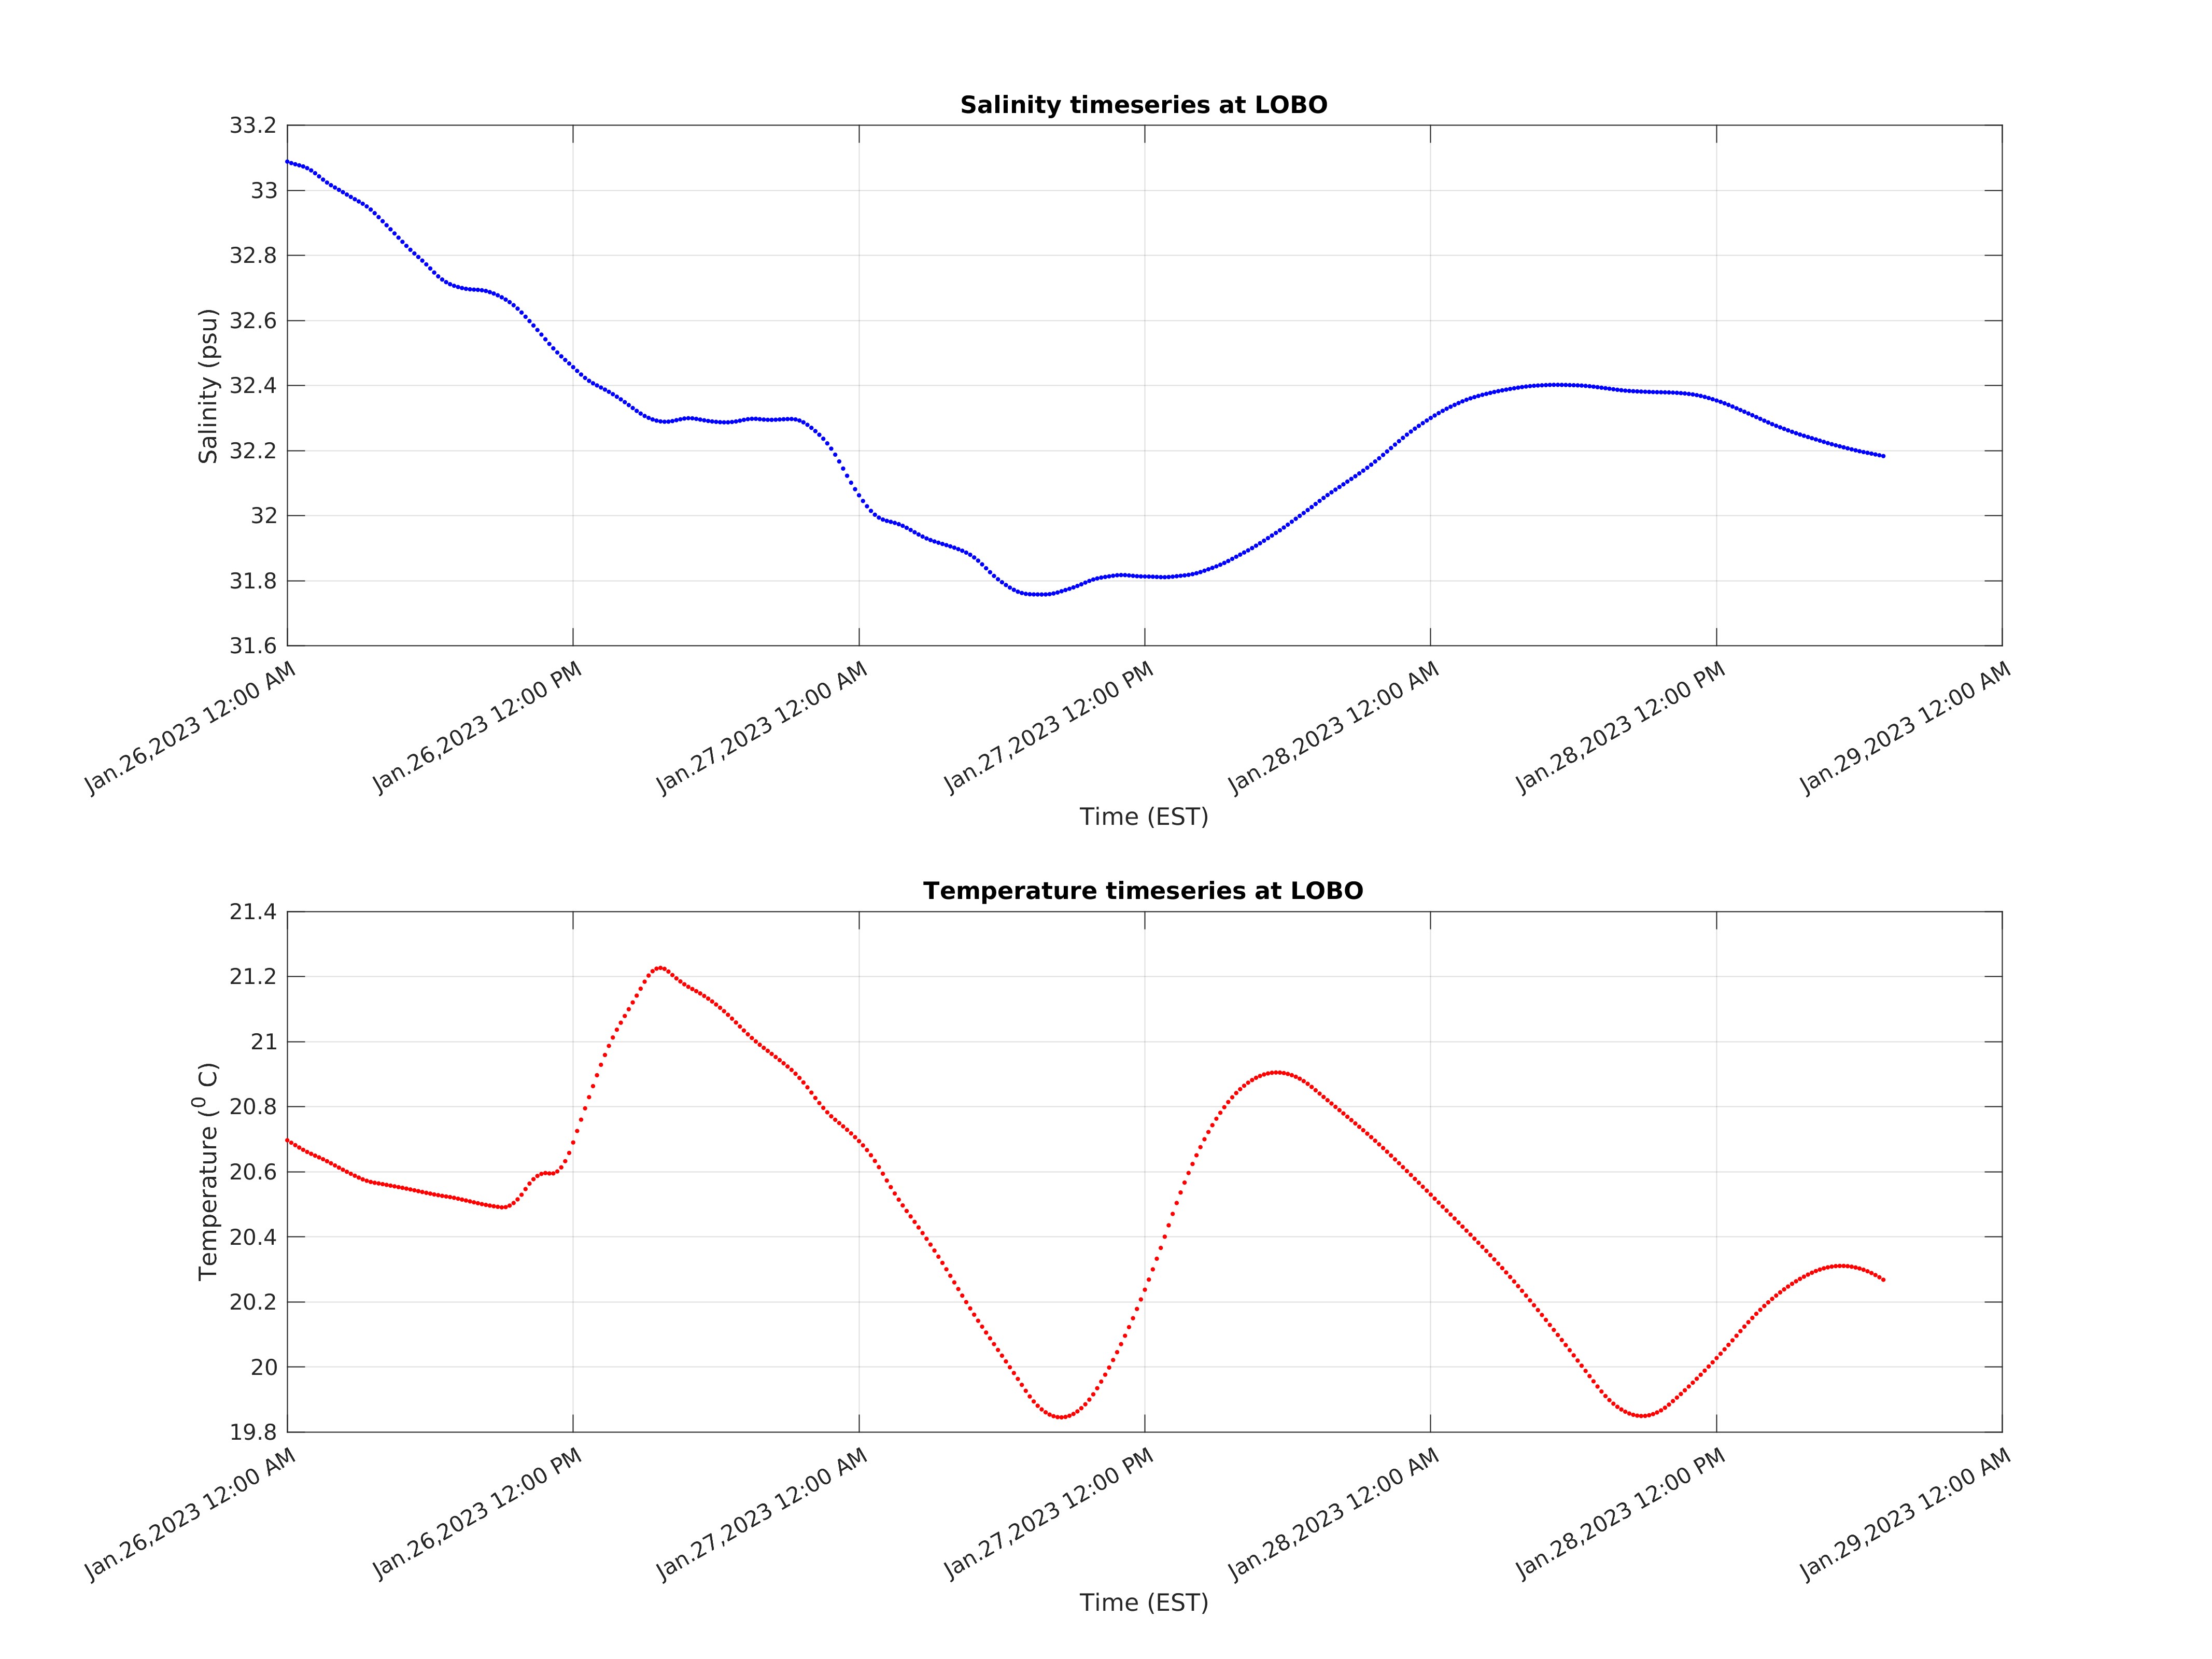 Salinity timeseries at LOBO
33.2
33
32.8
32.6
32.4
32.2
32
31.8
31.6
Salinity (psu)
Jan.26,2023 12:00 AM
Jan.26,2023 12:00 PM
Jan.27,2023 12:00 AM
Jan.27,2023 12:00 PM
Jan.28,2023 12:00 AM
Jan.28,2023 12:00 PM
Jan.29,2023 12:00 AM
Time (EST)
Temperature timeseries at LOBO
21.4
21.2
21
20.8
20.6
20.4
20.2
20
19.8
Temperature (⁰ C)
Jan.26,2023 12:00 AM
Jan.26,2023 12:00 PM
Jan.27,2023 12:00 AM
Jan.27,2023 12:00 PM
Jan.28,2023 12:00 AM
Jan.28,2023 12:00 PM
Jan.29,2023 12:00 AM
Time (EST)